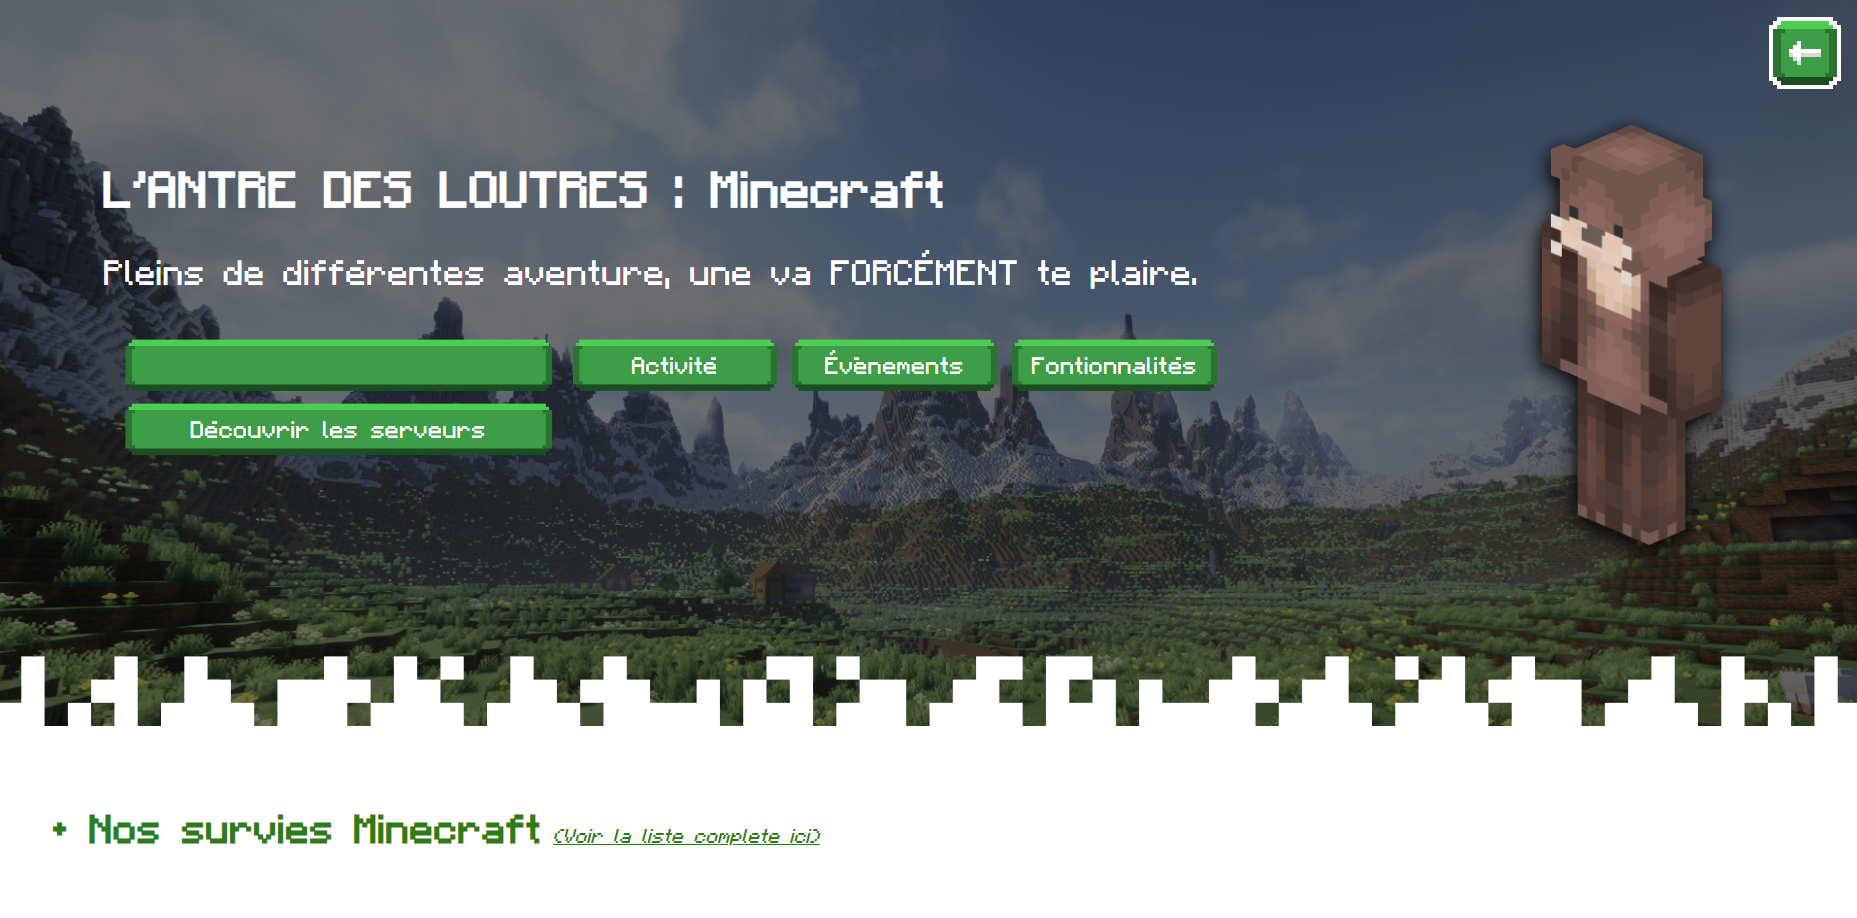 L'ANTRE DES LOUTRES : Minecraft
Pleins de différentes aventure, une va FORCÉMENT te plaire.
Activité
Évènements
Fontionnalités
Découvrir les serveurs
+ Nos survies Minecraft (Voir la liste complete ici)